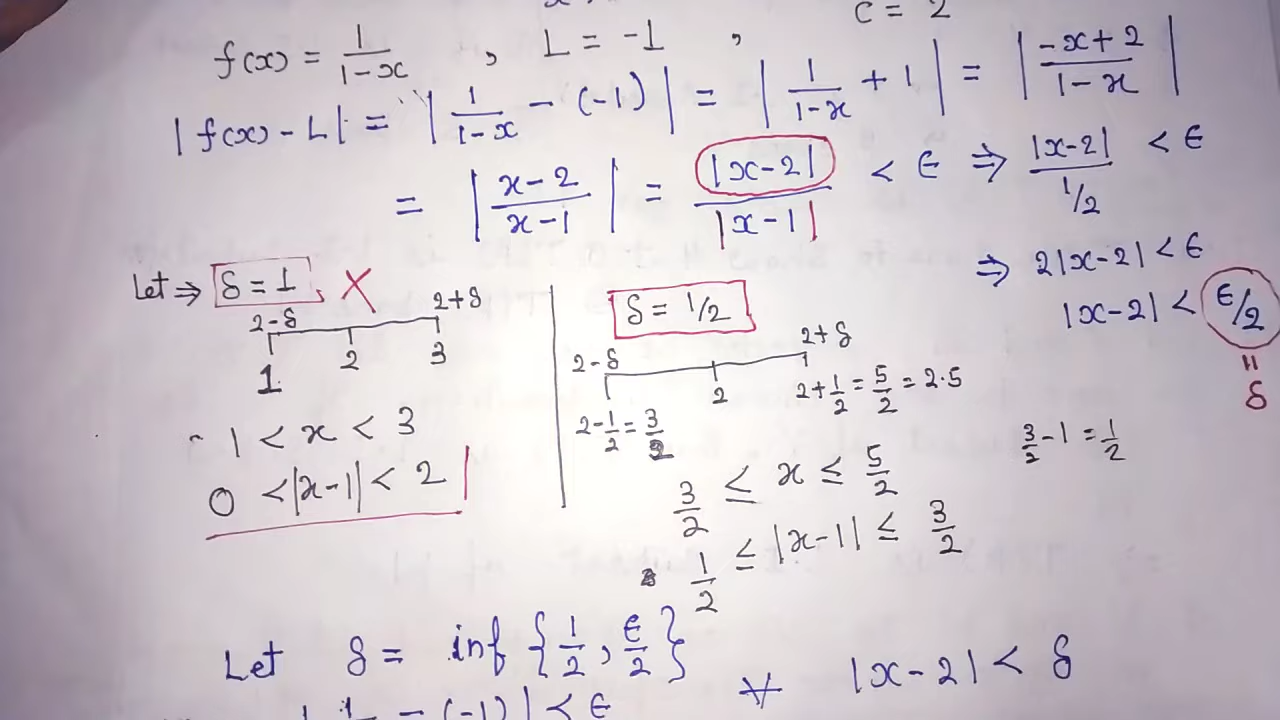 C = 2
f(x) = 1/(1-x) , L = -1 ,
|f(x) - L| = |1/(1-x) - (-1)| = |1/(1-x) + 1| = |(-x+2)/(1-x)|
= |(x-2)/(x-1)| = |x-2|/|x-1| < ε ⇒ |x-2|/(1/2) < ε
⇒ 2|x-2| < ε
|x-2| < ε/2
= δ
Let ⇒ δ = 1, X
2-δ 2+δ
1 2 3
1 < x < 3
0 < |x-1| < 2
δ = 1/2
2-δ 2+δ
2 2+1/2 = 5/2 = 2.5
2-1/2 = 3/2
3/2 - 1 = 1/2
3/2 ≤ x ≤ 5/2
1/2 ≤ |x-1| ≤ 3/2
Let δ = inf {1/2, ε/2}
∀ |x-2| < δ
- (-1)| < ε